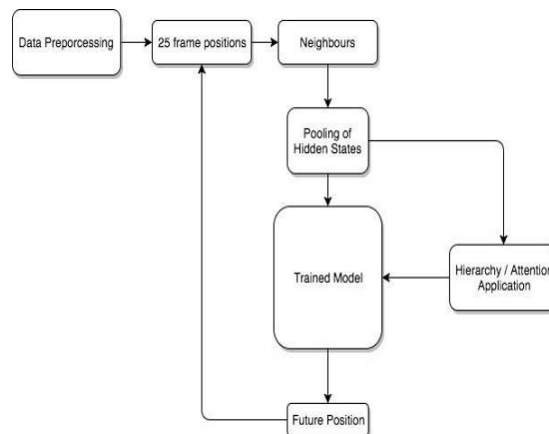 Data Preporcessing
25 frame positions
Neighbours
Pooling of
Hidden States
Trained Model
Hierarchy / Attention
Application
Future Position